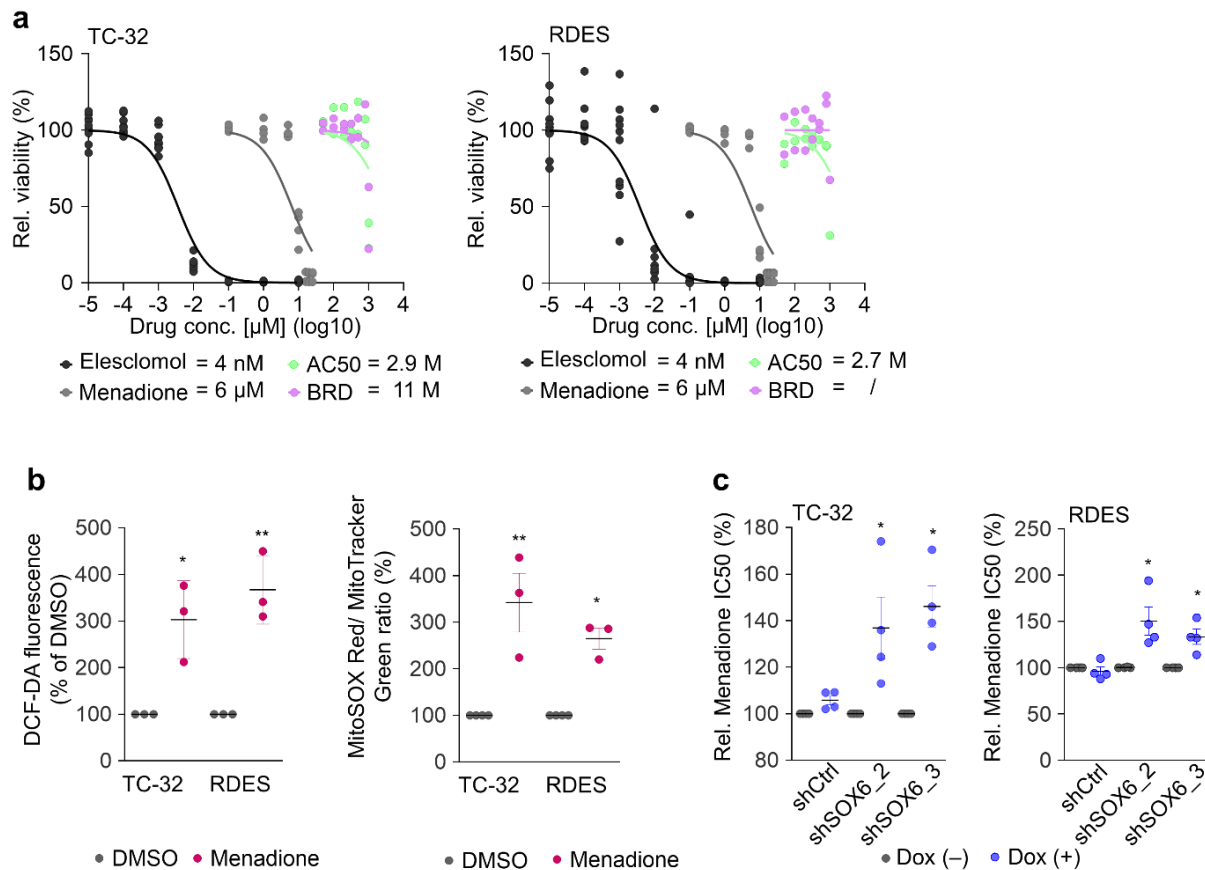 a
TC-32
RDES
Rel. viability (%)
150
100
50
0
-5 -4 -3 -2 -1 0 1 2 3 4
Drug conc. [µM] (log10)
Elesclomol = 4 nM
AC50 = 2.9 M
Menadione = 6 µM
BRD = 11 M
Rel. viability (%)
150
100
50
0
-5 -4 -3 -2 -1 0 1 2 3 4
Drug conc. [µM] (log10)
Elesclomol = 4 nM
AC50 = 2.7 M
Menadione = 6 µM
BRD = /
b
DCF-DA fluorescence
(% of DMSO)
500
400
300
200
100
0
*
**
TC-32 RDES
DMSO Menadione
MitoSOX Red/ MitoTracker
Green ratio (%)
500
400
300
200
100
0
**
*
TC-32 RDES
DMSO Menadione
c
TC-32
Rel. Menadione IC50 (%)
180
160
140
120
100
80
*
*
shCtrl
shSOX6_2
shSOX6_3
RDES
Rel. Menadione IC50 (%)
250
200
150
100
50
0
*
*
shCtrl
shSOX6_2
shSOX6_3
Dox (–) Dox (+)